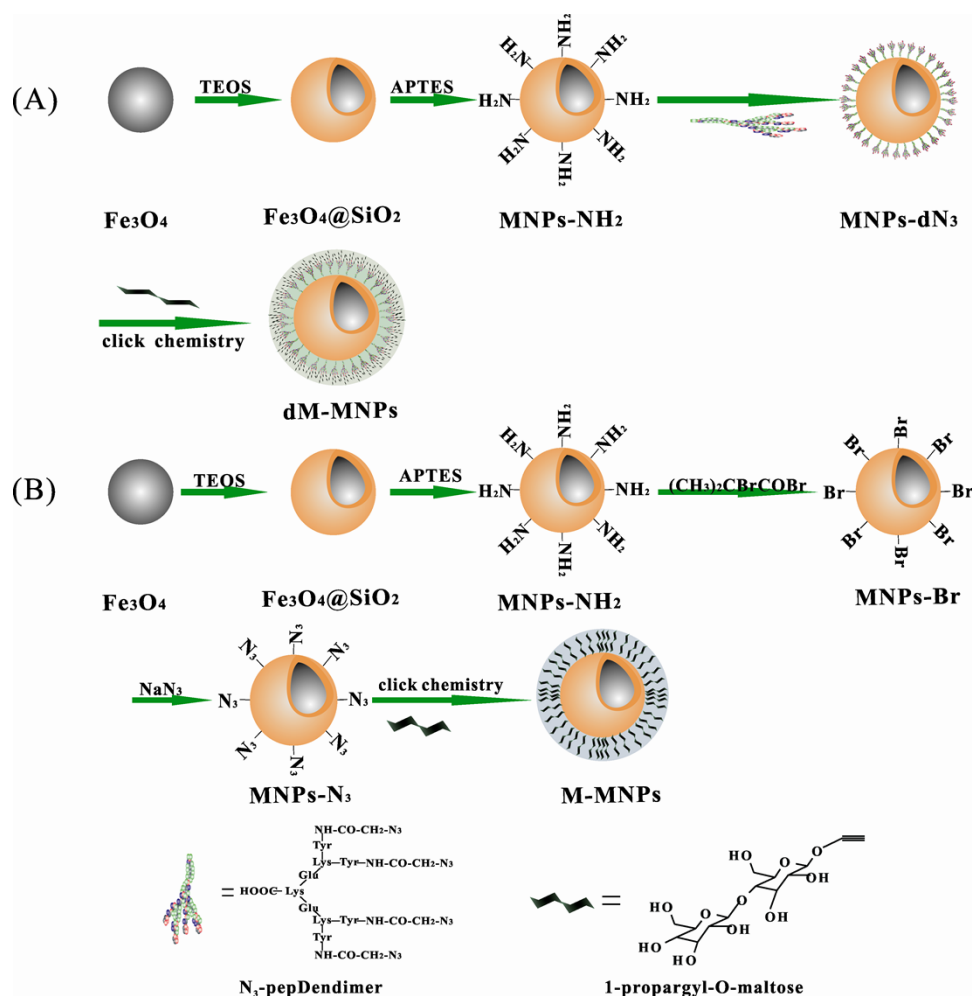 (A)
TEOS
APTES
H₂N
NH₂
NH₂
H₂N
NH₂
H₂N
NH₂
NH₂
Fe₃O₄
Fe₃O₄@SiO₂
MNPs-NH₂
MNPs-dN₃
click chemistry
dM-MNPs
(B)
TEOS
APTES
H₂N
NH₂
NH₂
H₂N
NH₂
H₂N
NH₂
NH₂
(CH₃)₂CBrCOBr
Br
Br
Br
Br
Br
Br
Br
Br
Fe₃O₄
Fe₃O₄@SiO₂
MNPs-NH₂
MNPs-Br
NaN₃
N₃
N₃
N₃
N₃
N₃
N₃
N₃
N₃
click chemistry
MNPs-N₃
M-MNPs
NH-CO-CH₂-N₃
Tyr
Lys-Tyr-NH-CO-CH₂-N₃
Glu
= HOOC-Lys
Glu
Lys-Tyr-NH-CO-CH₂-N₃
Tyr
NH-CO-CH₂-N₃
N₃-pepDendimer
=
O
HO
O
HO
OH
O
HO
O
OH
HO
OH
HO
OH
1-propargyl-O-maltose